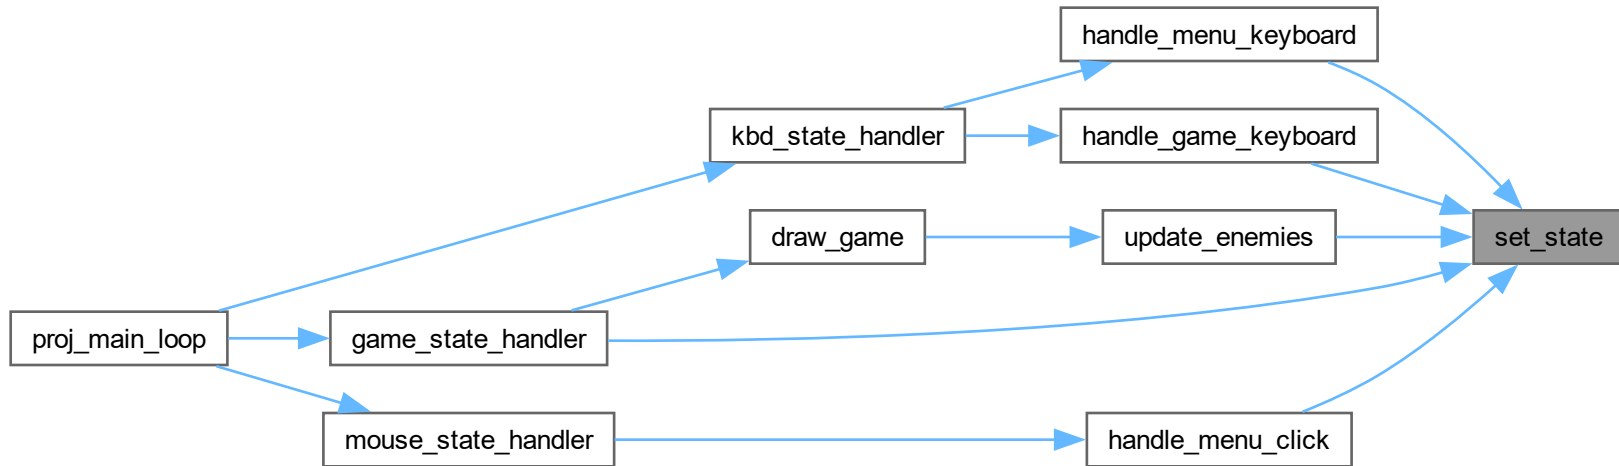 handle_menu_keyboard
kbd_state_handler
handle_game_keyboard
draw_game
update_enemies
set_state
proj_main_loop
game_state_handler
mouse_state_handler
handle_menu_click